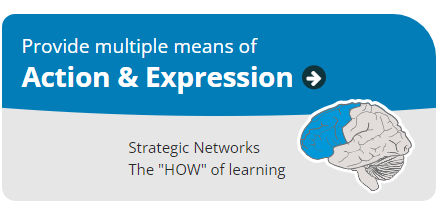 Provide multiple means of
Action & Expression
Strategic Networks
The "HOW" of learning